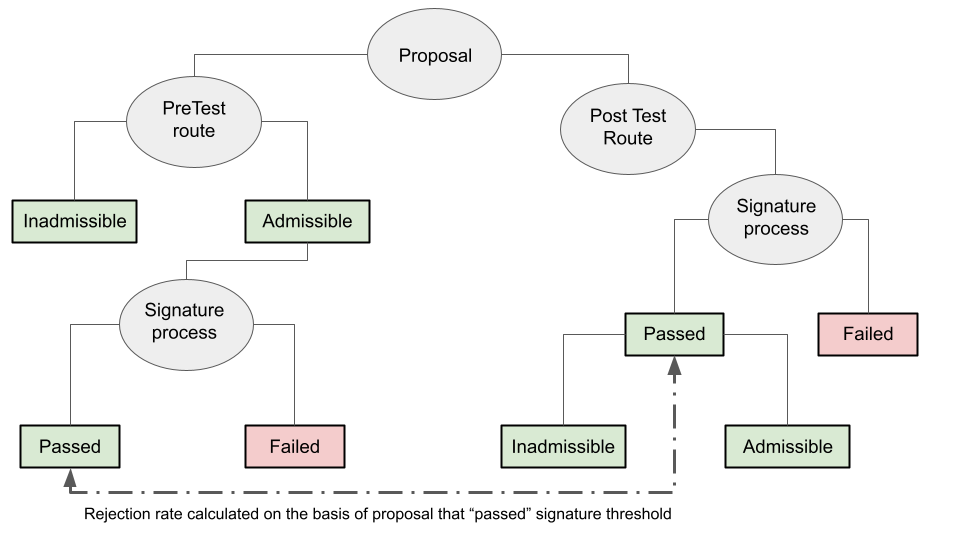 Proposal
PreTest
route
Post Test
Route
Inadmissible
Admissible
Signature
process
Signature
process
Passed
Failed
Passed
Failed
Inadmissible
Admissible
Rejection rate calculated on the basis of proposal that “passed” signature threshold